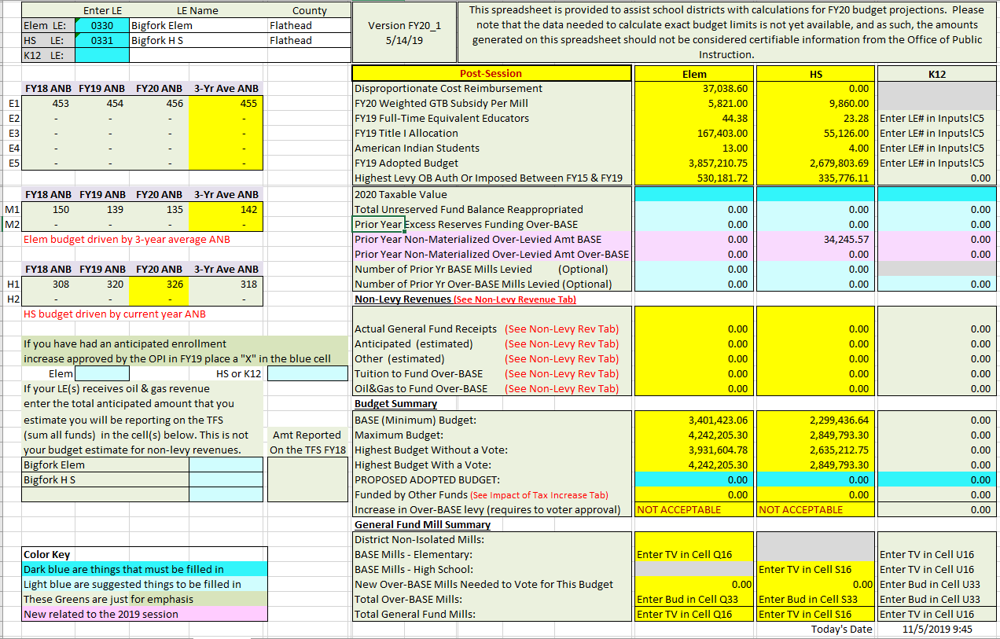 Enter LE LE Name County
Elem LE: 0330 Bigfork Elem Flathead
HS LE: 0331 Bigfork H S Flathead
K12 LE:
Version FY20_1
5/14/19
This spreadsheet is provided to assist school districts with calculations for FY20 budget projections. Please
note that the data needed to calculate exact budget limits is not yet available, and as such, the amounts
generated on this spreadsheet should not be considered certifiable information from the Office of Public
Instruction.
FY18 ANB FY19 ANB FY20 ANB 3-Yr Ave ANB
E1 453 454 456 455
E2 - - - -
E3 - - - -
E4 - - - -
E5 - - - -
FY18 ANB FY19 ANB FY20 ANB 3-Yr Ave ANB
M1 150 139 135 142
M2 - - - -
Elem budget driven by 3-year average ANB
FY18 ANB FY19 ANB FY20 ANB 3-Yr Ave ANB
H1 308 320 326 318
H2 - - - -
HS budget driven by current year ANB
If you have had an anticipated enrollment
increase approved by the OPI in FY19 place a "X" in the blue cell
Elem HS or K12
If your LE(s) receives oil & gas revenue
enter the total anticipated amount that you
estimate you will be reporting on the TFS
(sum all funds) in the cell(s) below. This is not
your budget estimate for non-levy revenues.
Amt Reported
On the TFS FY18
Bigfork Elem
Bigfork H S
Color Key
Dark blue are things that must be filled in
Light blue are suggested things to be filled in
These Greens are just for emphasis
New related to the 2019 session
Post-Session Elem HS K12
Disproportionate Cost Reimbursement 37,038.60 0.00
FY20 Weighted GTB Subsidy Per Mill 5,821.00 9,860.00
FY19 Full-Time Equivalent Educators 44.38 23.28 Enter LE# in Inputs!C5
FY19 Title I Allocation 167,403.00 55,126.00 Enter LE# in Inputs!C5
American Indian Students 13.00 4.00 Enter LE# in Inputs!C5
FY19 Adopted Budget 3,857,210.75 2,679,803.69 Enter LE# in Inputs!C5
Highest Levy OB Auth Or Imposed Between FY15 & FY19 530,181.72 335,776.11 0.00
2020 Taxable Value
Total Unreserved Fund Balance Reappropriated 0.00 0.00 0.00
Prior Year Excess Reserves Funding Over-BASE 0.00 0.00 0.00
Prior Year Non-Materialized Over-Levied Amt BASE 0.00 34,245.57 0.00
Prior Year Non-Materialized Over-Levied Amt Over-BASE 0.00 0.00 0.00
Number of Prior Yr BASE Mills Levied (Optional) 0.00 0.00
Number of Prior Yr Over-BASE Mills Levied (Optional) 0.00 0.00 0.00
Non-Levy Revenues (See Non-Levy Revenue Tab)
Actual General Fund Receipts (See Non-Levy Rev Tab) 0.00 0.00 0.00
Anticipated (estimated) (See Non-Levy Rev Tab) 0.00 0.00 0.00
Other (estimated) (See Non-Levy Rev Tab) 0.00 0.00 0.00
Tuition to Fund Over-BASE (See Non-Levy Rev Tab) 0.00 0.00 0.00
Oil&Gas to Fund Over-BASE (See Non-Levy Rev Tab) 0.00 0.00 0.00
Budget Summary
BASE (Minimum) Budget: 3,401,423.06 2,299,436.64 0.00
Maximum Budget: 4,242,205.30 2,849,793.30 0.00
Highest Budget Without a Vote: 3,931,604.78 2,635,212.75 0.00
Highest Budget With a Vote: 4,242,205.30 2,849,793.30 0.00
PROPOSED ADOPTED BUDGET: 0.00 0.00 0.00
Funded by Other Funds (See Impact of Tax Increase Tab) 0.00 0.00 0.00
Increase in Over-BASE levy (requires to voter approval) NOT ACCEPTABLE NOT ACCEPTABLE 0.00
General Fund Mill Summary
District Non-Isolated Mills:
BASE Mills - Elementary: Enter TV in Cell Q16 Enter TV in Cell U16
BASE Mills - High School: Enter TV in Cell S16 Enter TV in Cell U16
New Over-BASE Mills Needed to Vote for This Budget 0.00 0.00 Enter Bud in Cell U33
Total Over-BASE Mills: Enter Bud in Cell Q33 Enter Bud in Cell S33 Enter Bud in Cell U33
Total General Fund Mills: Enter TV in Cell Q16 Enter TV in Cell S16 Enter TV in Cell U16
Today's Date 11/5/2019 9:45